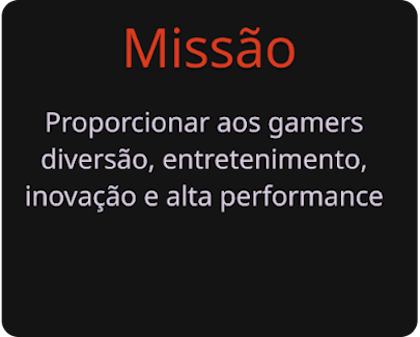 Missão
Proporcionar aos gamers
diversão, entretenimento,
inovação e alta performance